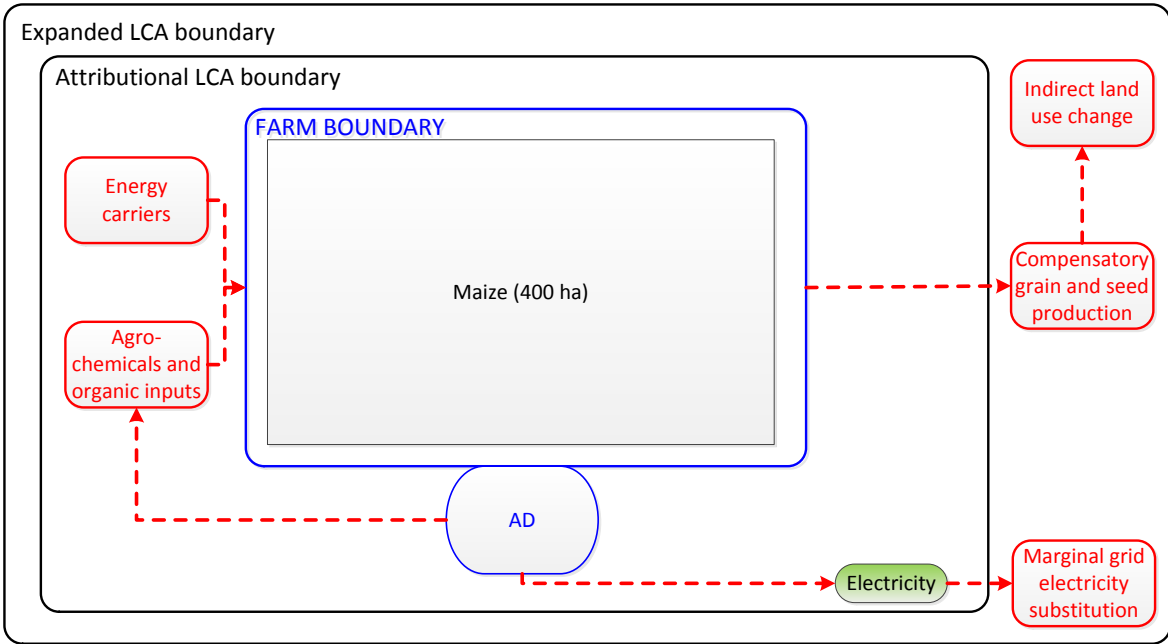 Expanded LCA boundary
Attributional LCA boundary
FARM BOUNDARY
Energy
carriers
Agro-
chemicals and
organic inputs
Maize (400 ha)
AD
Electricity
Indirect land
use change
Compensatory
grain and seed
production
Marginal grid
electricity
substitution